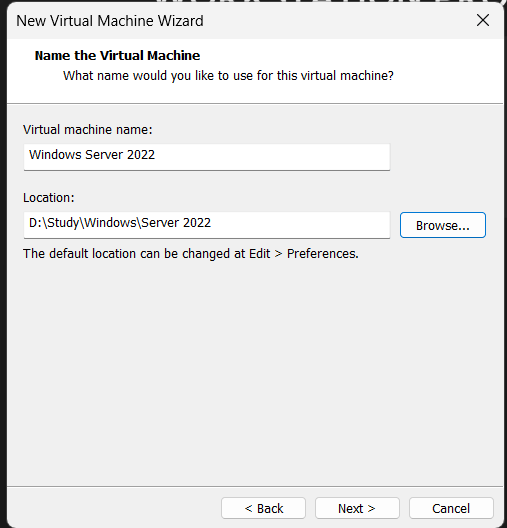 New Virtual Machine Wizard
Name the Virtual Machine
What name would you like to use for this virtual machine?
Virtual machine name:
Windows Server 2022
Location:
D:\Study\Windows\Server 2022
Browse...
The default location can be changed at Edit > Preferences.
< Back
Next >
Cancel